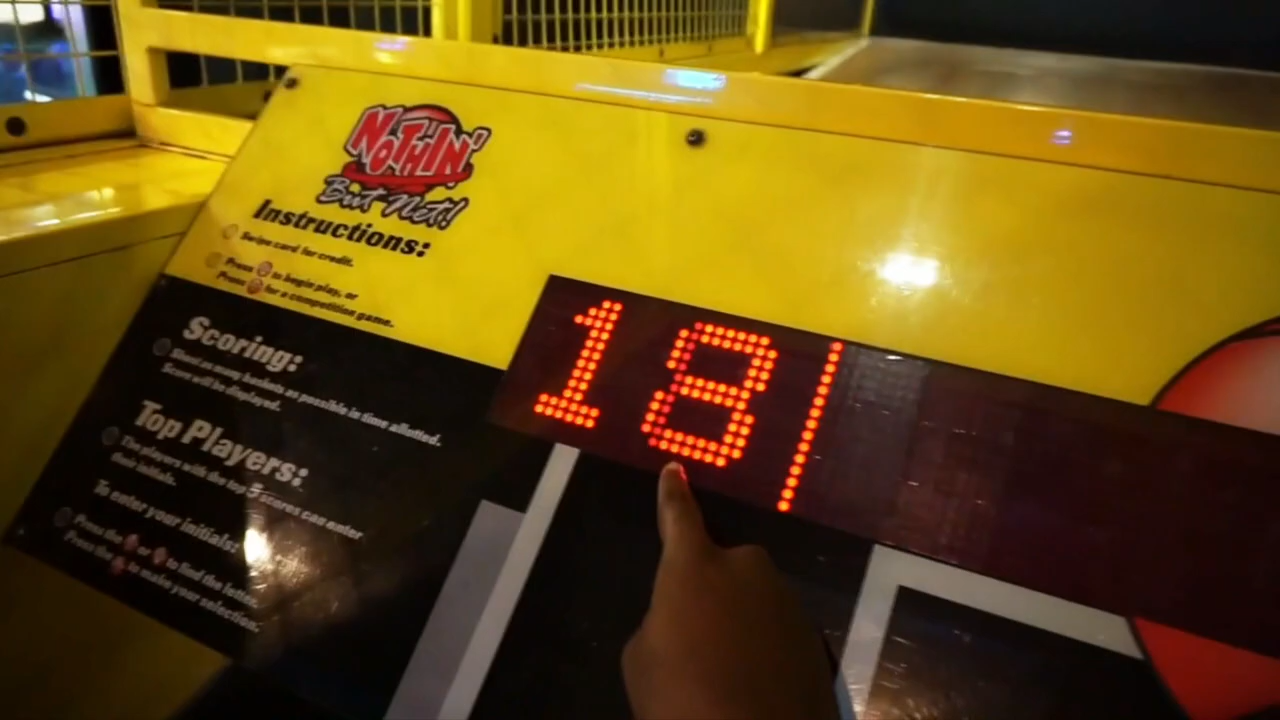 NOTHIN'
But Net!
Instructions:
Swipe card for credit.
Press to begin play, or
Press for a competition game.
Scoring:
Shoot as many baskets as possible in time allotted.
Score will be displayed.
Top Players:
The players with the top 5 scores can enter
their initials.
To enter your initials:
Press the or to find the letter.
Press the to make your selection.
18